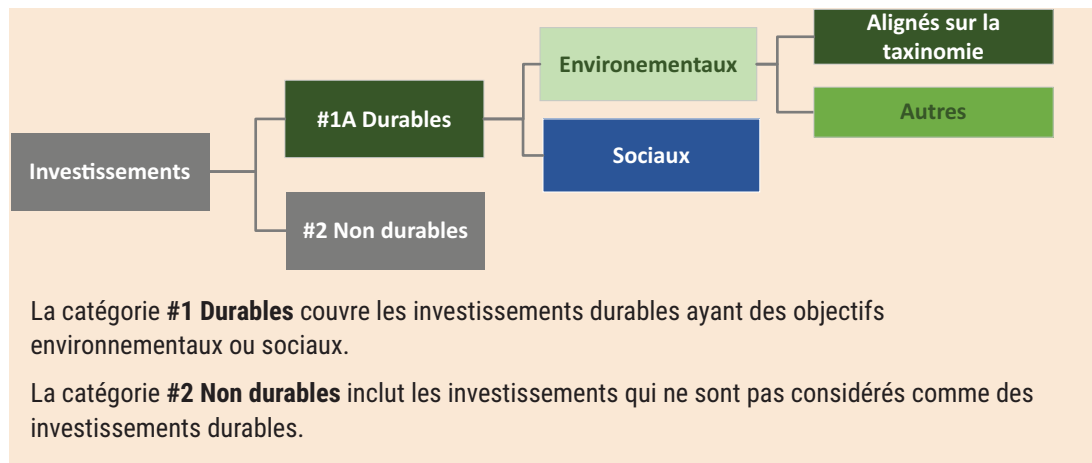 Alignés sur la
taxinomie
Environementaux
Autres
#1A Durables
Sociaux
Investissements
#2 Non durables
La catégorie #1 Durables couvre les investissements durables ayant des objectifs
environnementaux ou sociaux.
La catégorie #2 Non durables inclut les investissements qui ne sont pas considérés comme des
investissements durables.